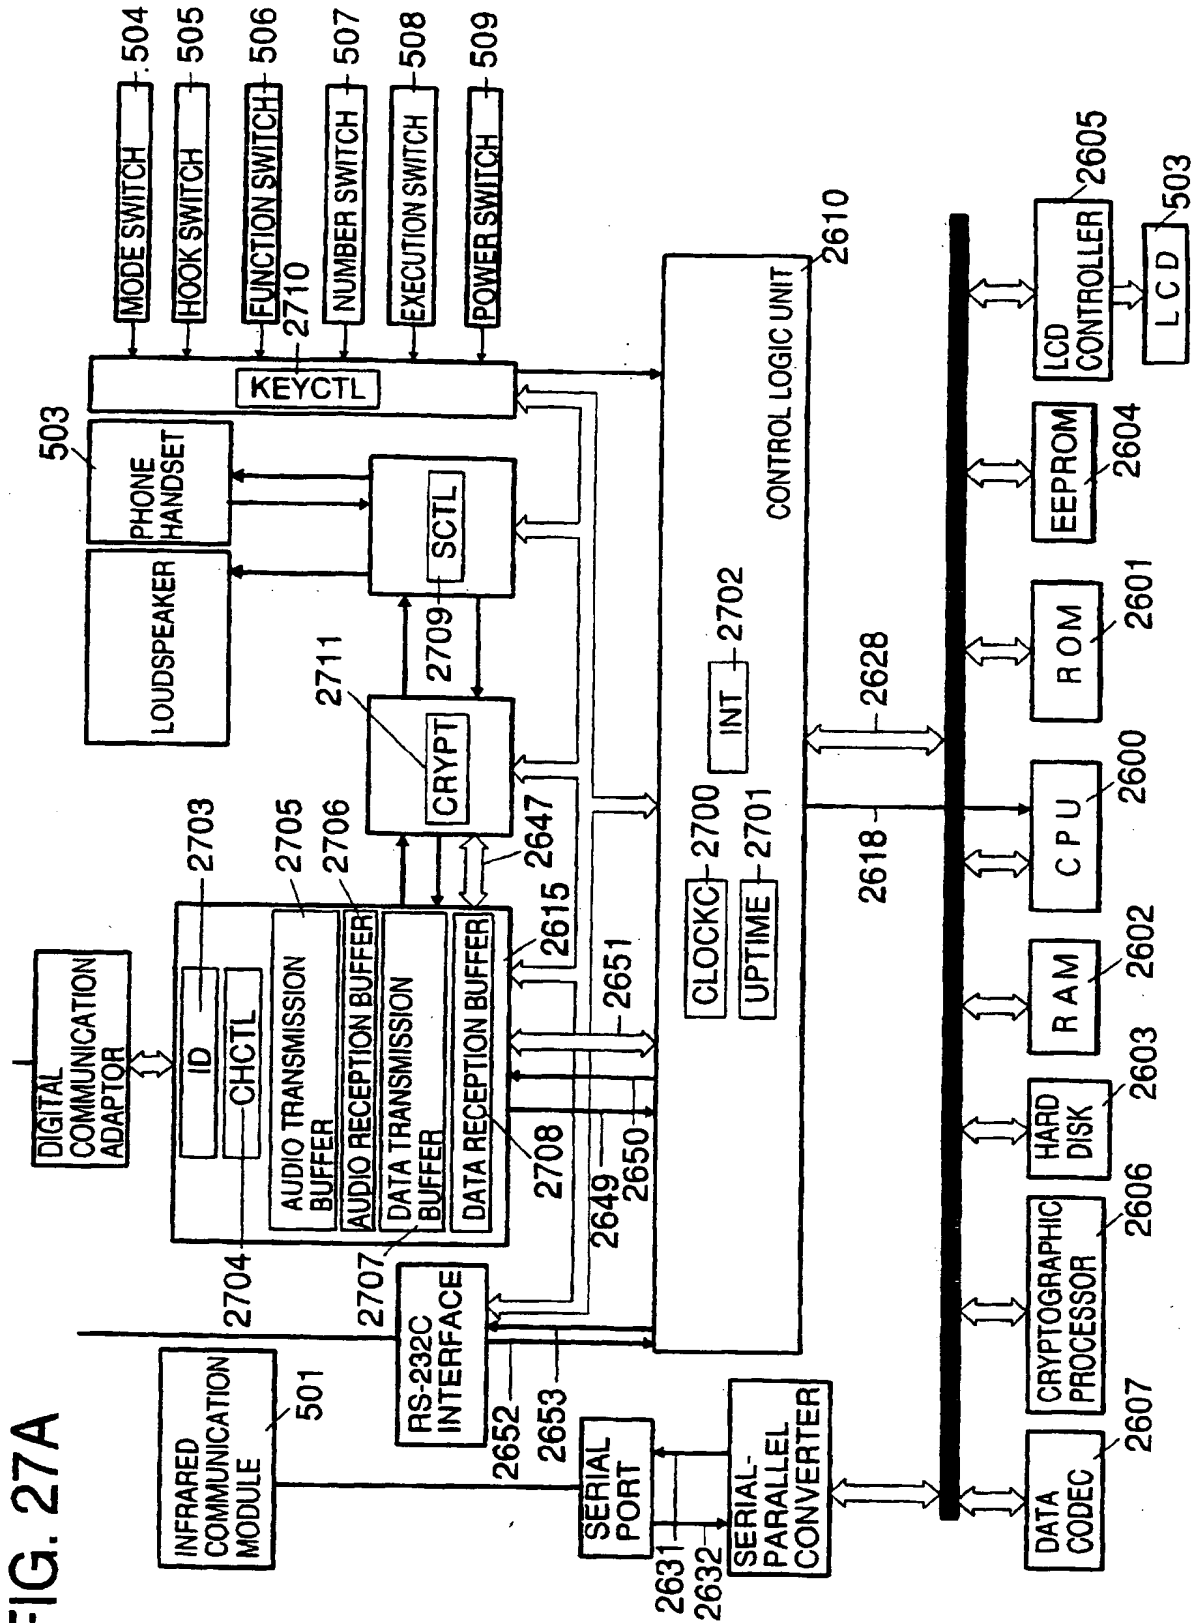 FIG. 27A
INFRARED
COMMUNICATION
MODULE
501
DIGITAL
COMMUNICATION
ADAPTOR
ID
2703
CHCTL
2704
AUDIO TRANSMISSION
BUFFER
2705
AUDIO RECEPTION BUFFER
2706
DATA TRANSMISSION
BUFFER
2707
DATA RECEPTION BUFFER
2708
2615
2647
LOUDSPEAKER
PHONE
HANDSET
503
CRYPT
2711
SCTL
2709
KEYCTL
2710
MODE SWITCH
504
HOOK SWITCH
505
FUNCTION SWITCH
506
NUMBER SWITCH
507
EXECUTION SWITCH
508
POWER SWITCH
509
RS-232C
INTERFACE
2652
2653
2649
2650
2651
SERIAL
PORT
2631
2632
SERIAL-
PARALLEL
CONVERTER
CLOCKC
2700
UPTIME
2701
INT
2702
CONTROL LOGIC UNIT
2610
2618
2628
DATA
CODEC
2607
CRYPTOGRAPHIC
PROCESSOR
2606
HARD
DISK
2603
RAM
2602
CPU
2600
ROM
2601
EEPROM
2604
LCD
CONTROLLER
2605
LCD
503